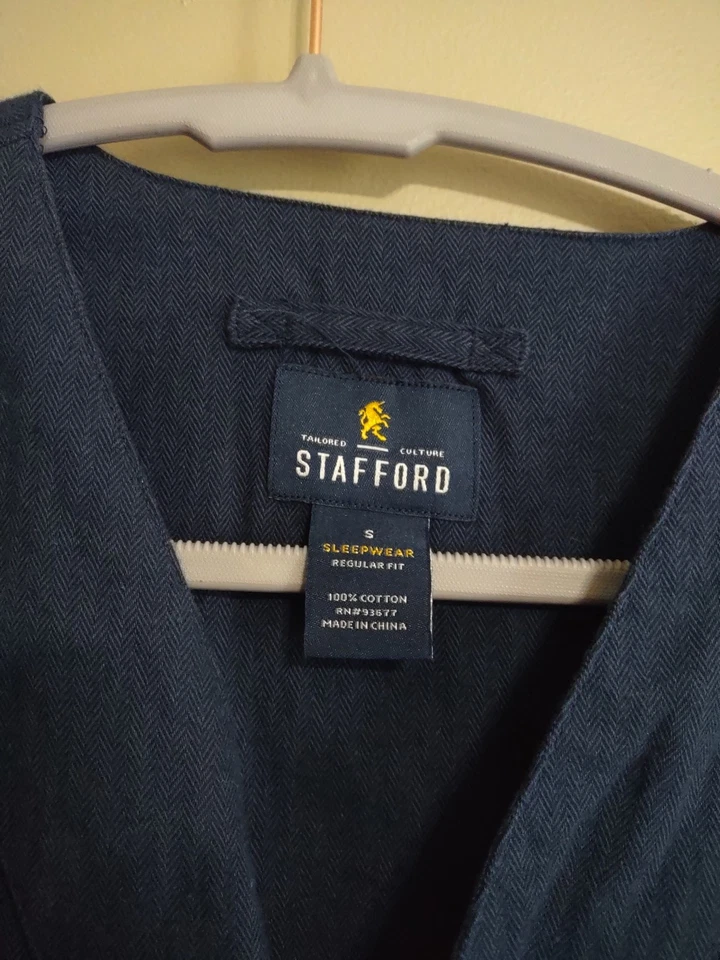 TAILORED CULTURE
STAFFORD
S
SLEEPWEAR
REGULAR FIT
100% COTTON
RN#93677
MADE IN CHINA